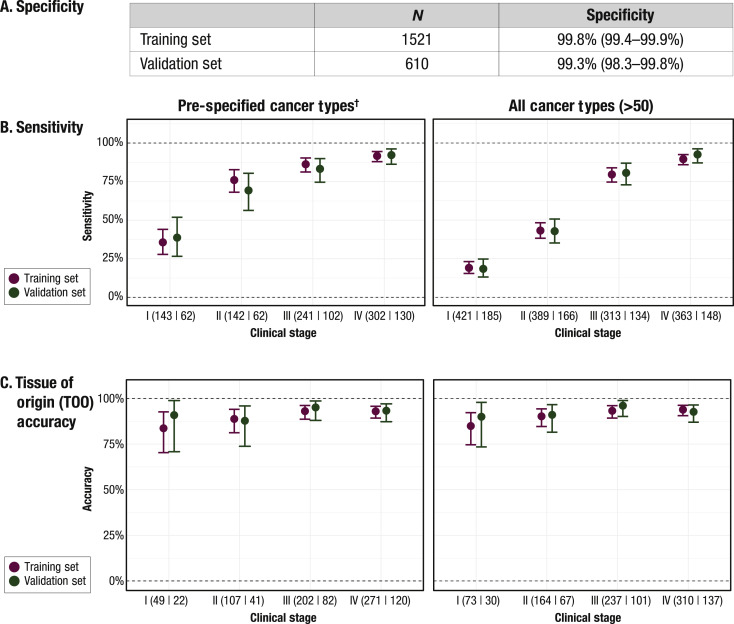 A. Specificity
N Specificity
Training set 1521 99.8% (99.4–99.9%)
Validation set 610 99.3% (98.3–99.8%)
Pre-specified cancer types† All cancer types (>50)
B. Sensitivity
100%
75%
50%
25%
0%
Sensitivity
Training set
Validation set
I (143 | 62) II (142 | 62) III (241 | 102) IV (302 | 130)
Clinical stage
I (421 | 185) II (389 | 166) III (313 | 134) IV (363 | 148)
Clinical stage
C. Tissue of
origin (TOO)
accuracy
100%
75%
50%
25%
0%
Accuracy
Training set
Validation set
I (49 | 22) II (107 | 41) III (202 | 82) IV (271 | 120)
Clinical stage
I (73 | 30) II (164 | 67) III (237 | 101) IV (310 | 137)
Clinical stage